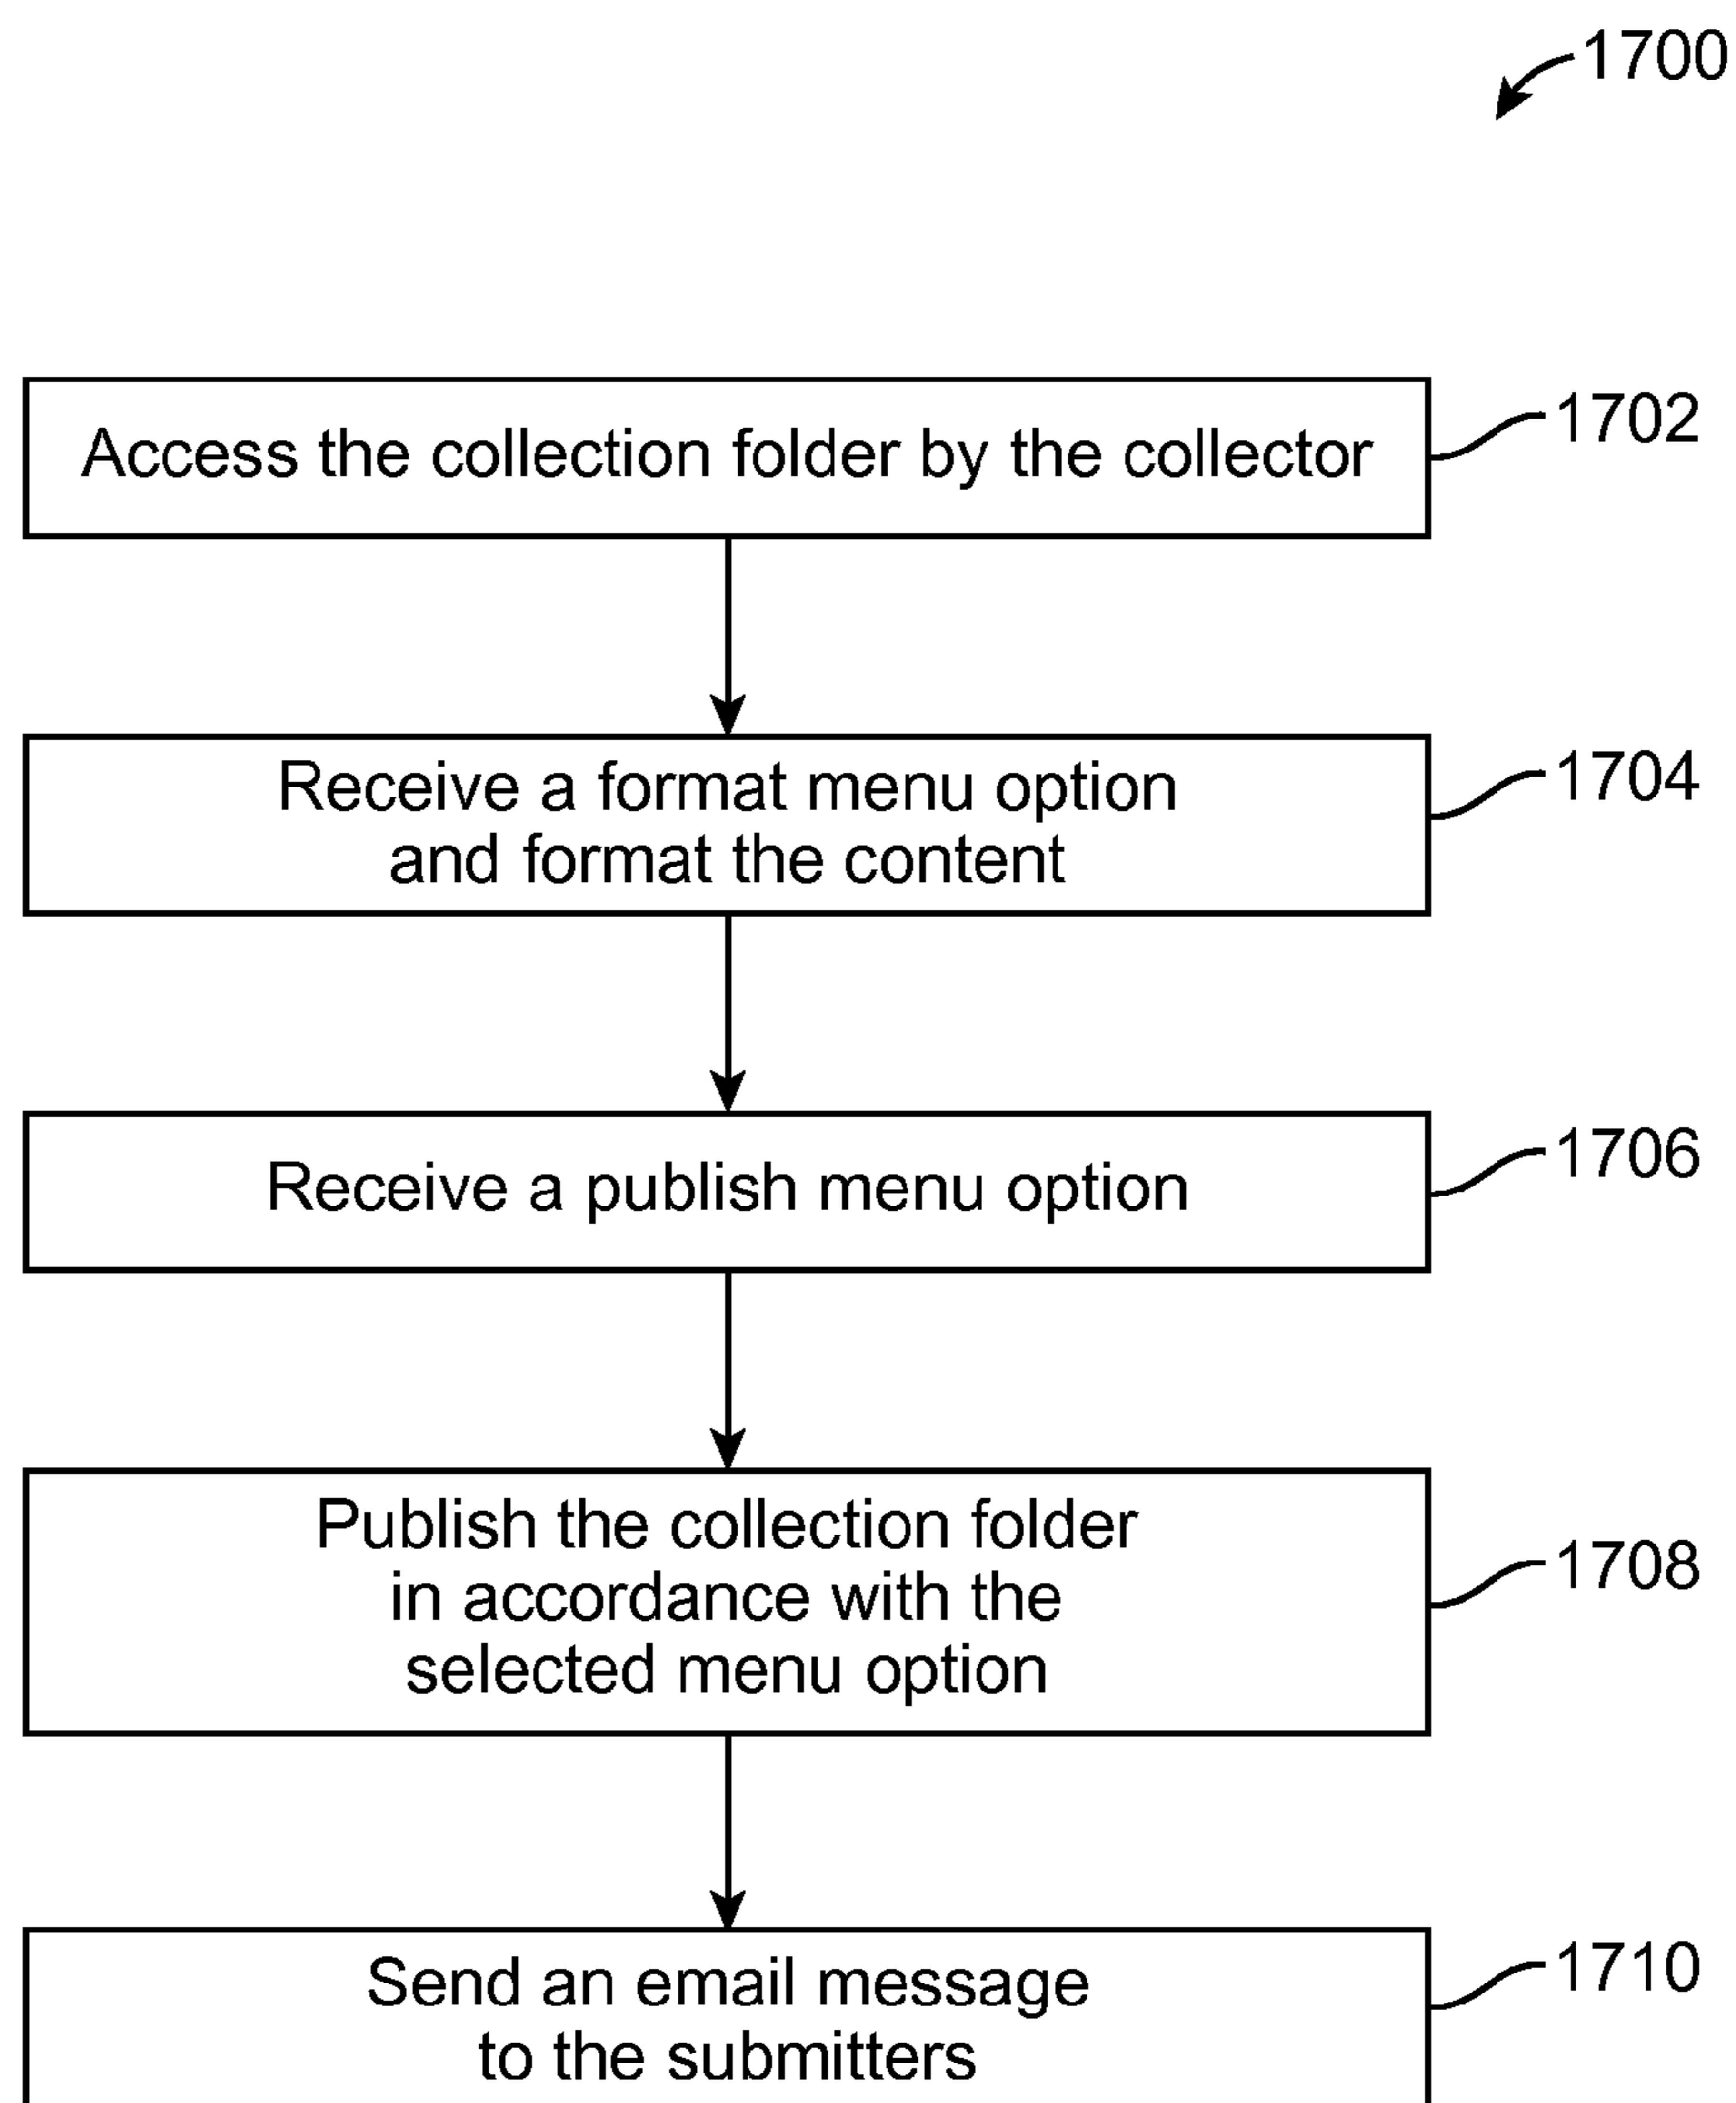 1700
Access the collection folder by the collector
1702
Receive a format menu option
and format the content
1704
Receive a publish menu option
1706
Publish the collection folder
in accordance with the
selected menu option
1708
Send an email message
to the submitters
1710